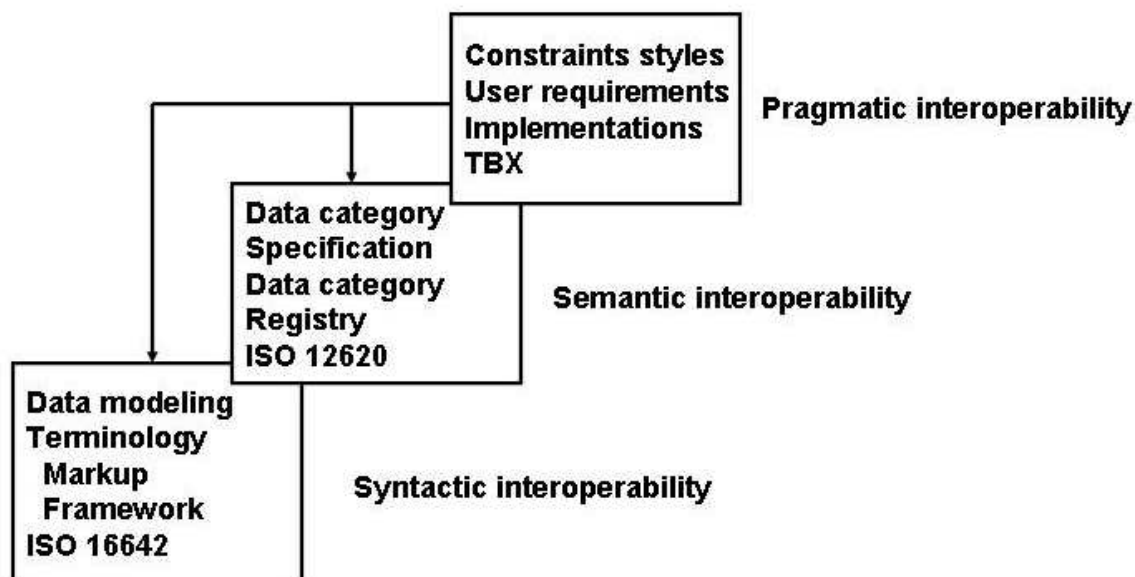 Constraints styles
User requirements
Implementations
TBX
Pragmatic interoperability
Data category
Specification
Data category
Registry
ISO 12620
Semantic interoperability
Data modeling
Terminology
Markup
Framework
ISO 16642
Syntactic interoperability